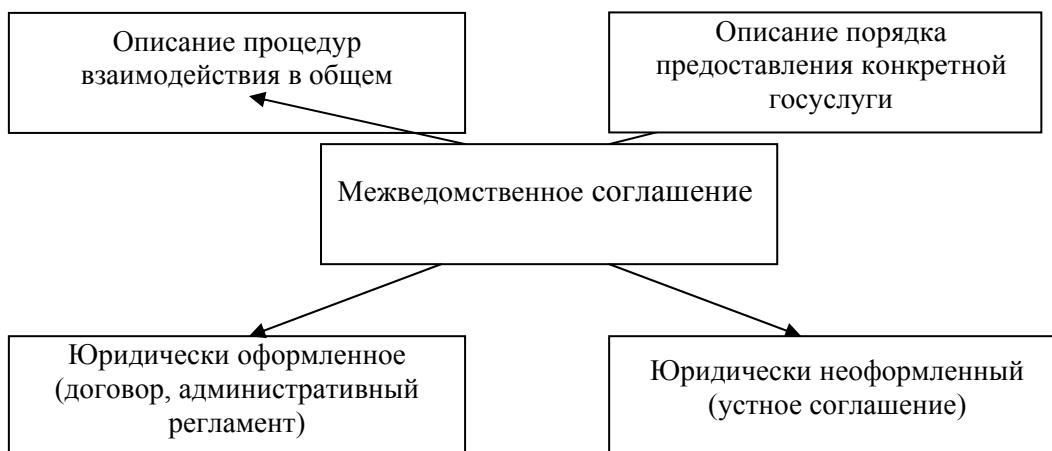 Описание процедур
взаимодействия в общем
Описание порядка
предоставления конкретной
госуслуги
Межведомственное соглашение
Юридически оформленное
(договор, административный
регламент)
Юридически неоформленный
(устное соглашение)